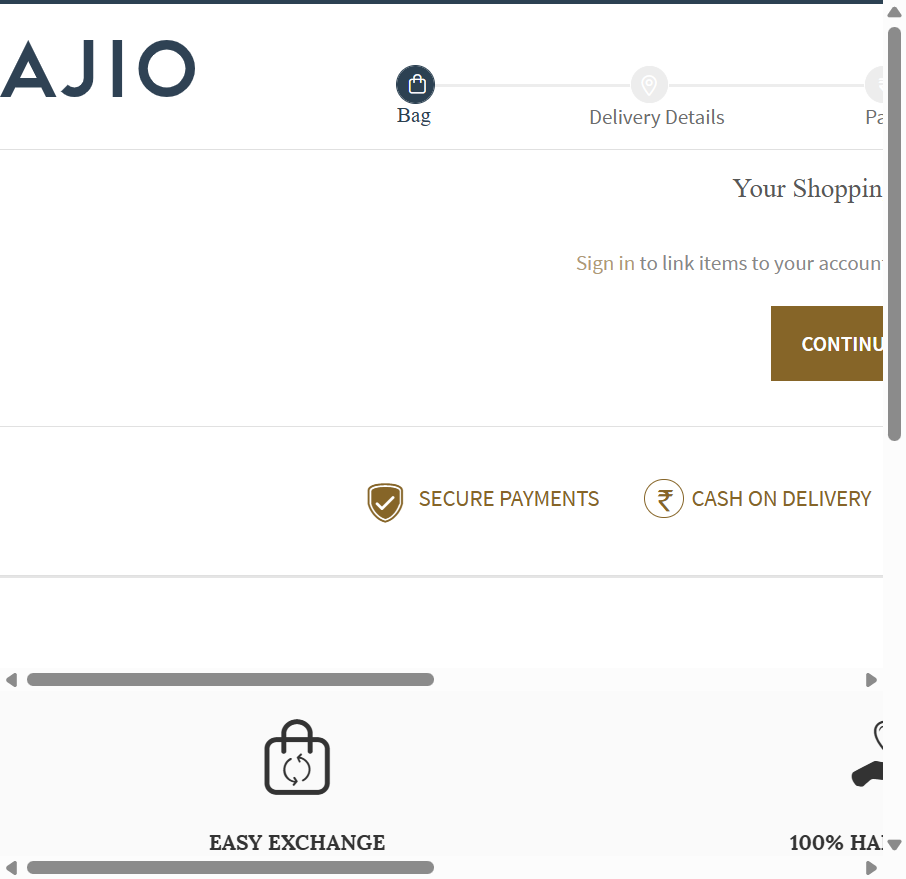 AJIO
Bag
Delivery Details
Pa
Your Shoppin
Sign in to link items to your account
CONTINU
SECURE PAYMENTS
₹ CASH ON DELIVERY
EASY EXCHANGE
100% HA